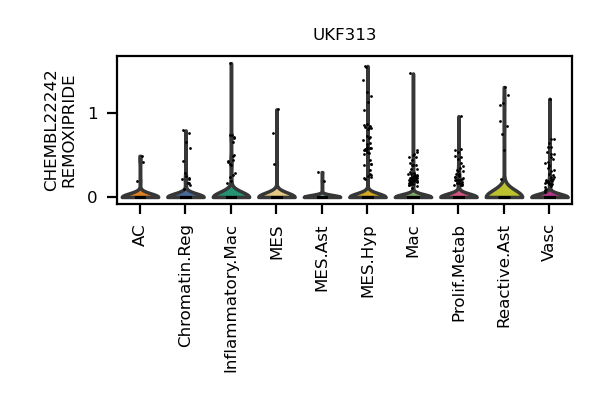 UKF313
CHEMBL22242
REMOXIPRIDE
1
0
AC
Chromatin.Reg
Inflammatory.Mac
MES
MES.Ast
MES.Hyp
Mac
Prolif.Metab
Reactive.Ast
Vasc